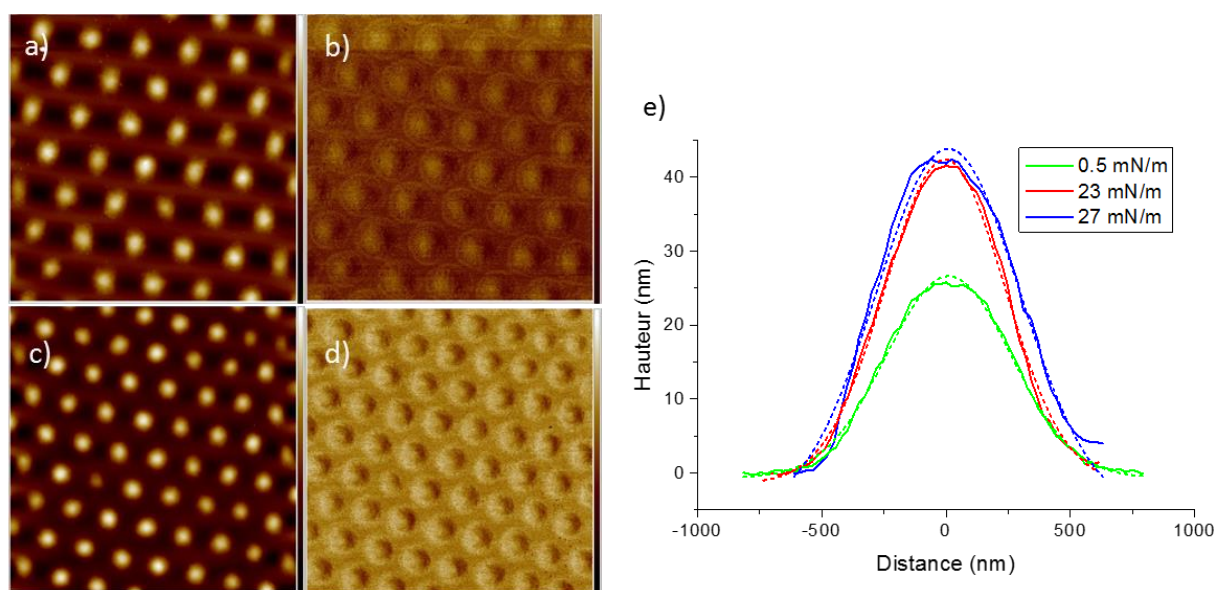 a)
b)
c)
d)
e)
Hauteur (nm)
40
30
20
10
0
0.5 mN/m
23 mN/m
27 mN/m
-1000
-500
0
500
1000
Distance (nm)